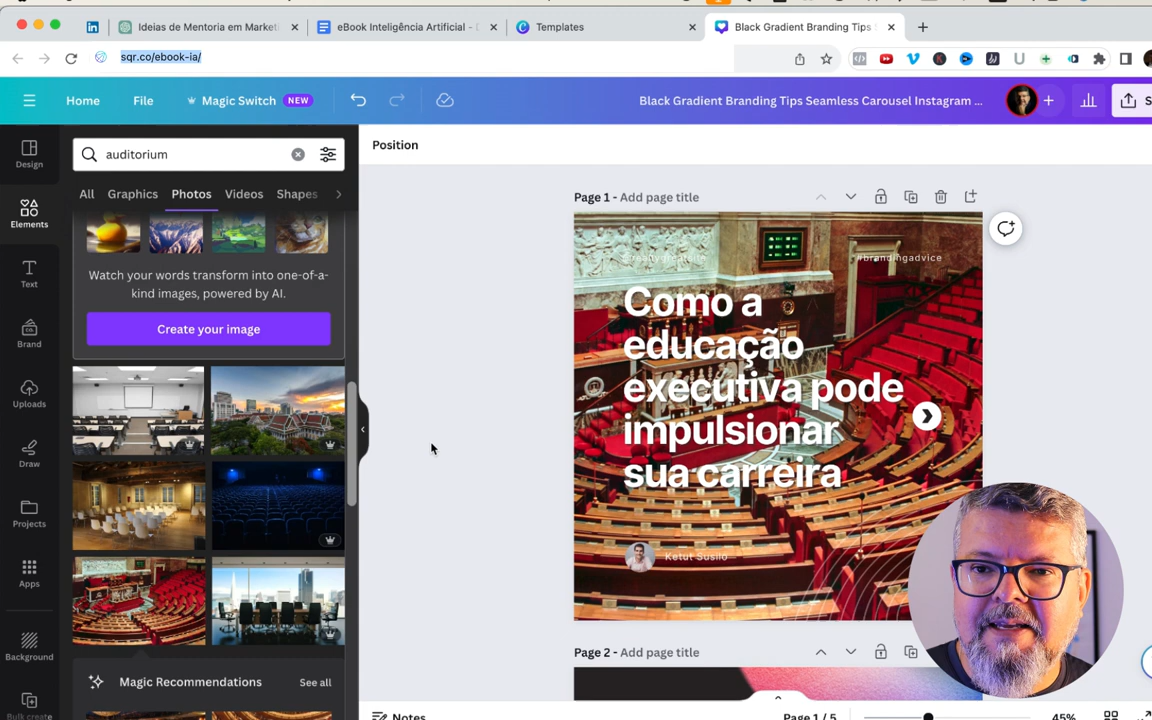 Ideias de Mentoria em Market
eBook Inteligência Artificial -
Templates
Black Gradient Branding Tips
sqr.co/ebook-ia/
Home
File
Magic Switch NEW
Black Gradient Branding Tips Seamless Carousel Instagram ...
Design
Elements
Text
Brand
Uploads
Draw
Projects
Apps
Background
Bulk create
auditorium
All
Graphics
Photos
Videos
Shapes
Watch your words transform into one-of-a-
kind images, powered by AI.
Create your image
Magic Recommendations
See all
Position
Page 1 - Add page title
#brandingadvice
Como a
educação
executiva pode
impulsionar
sua carreira
Ketut Susilo
Page 2 - Add page title
Notes
Page 1 / 5
45%